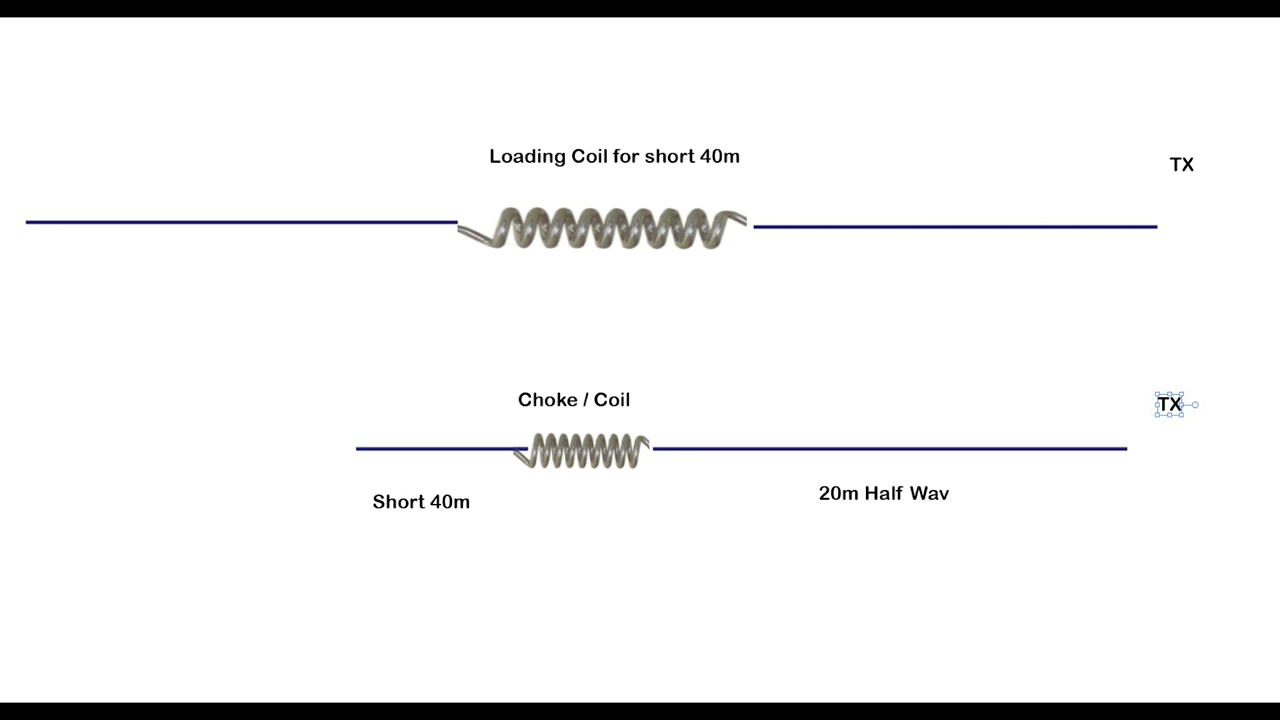 Loading Coil for short 40m
TX
Choke / Coil
TX
Short 40m
20m Half Wav